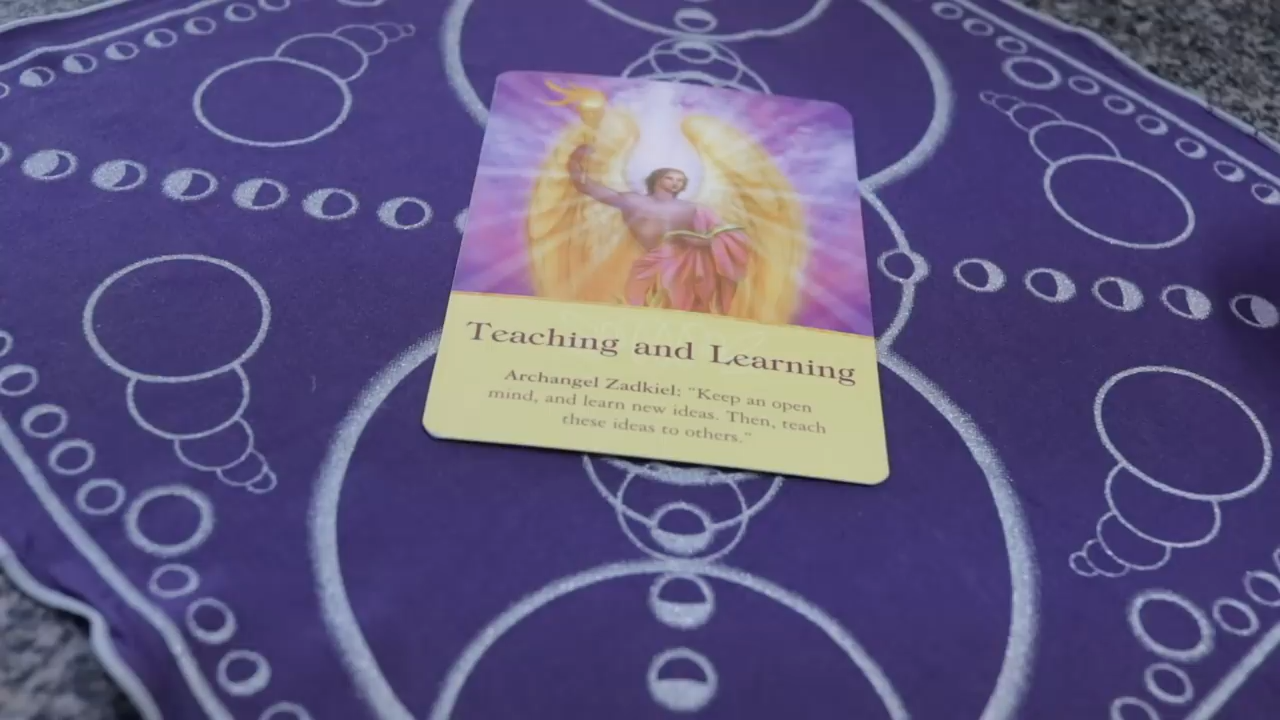 Teaching and Learning
Archangel Zadkiel: "Keep an open
mind, and learn new ideas. Then, teach
these ideas to others."